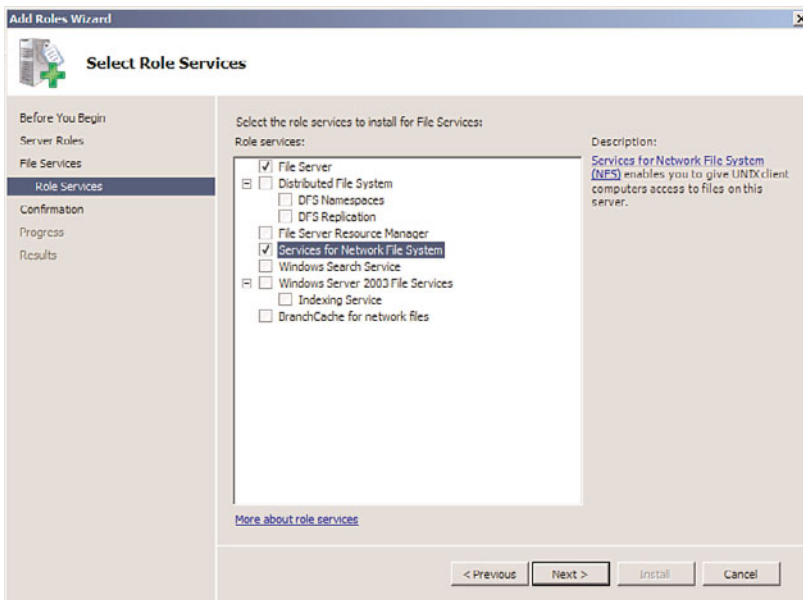 Add Roles Wizard
Select Role Services
Before You Begin
Server Roles
File Services
Role Services
Confirmation
Progress
Results
Select the role services to install for File Services:
Role services:
File Server
Distributed File System
DFS Namespaces
DFS Replication
File Server Resource Manager
Services for Network File System
Windows Search Service
Windows Server 2003 File Services
Indexing Service
BranchCache for network files
More about role services
Description:
Services for Network File System
(NFS) enables you to give UNIX client
computers access to files on this
server.
< Previous
Next >
Install
Cancel